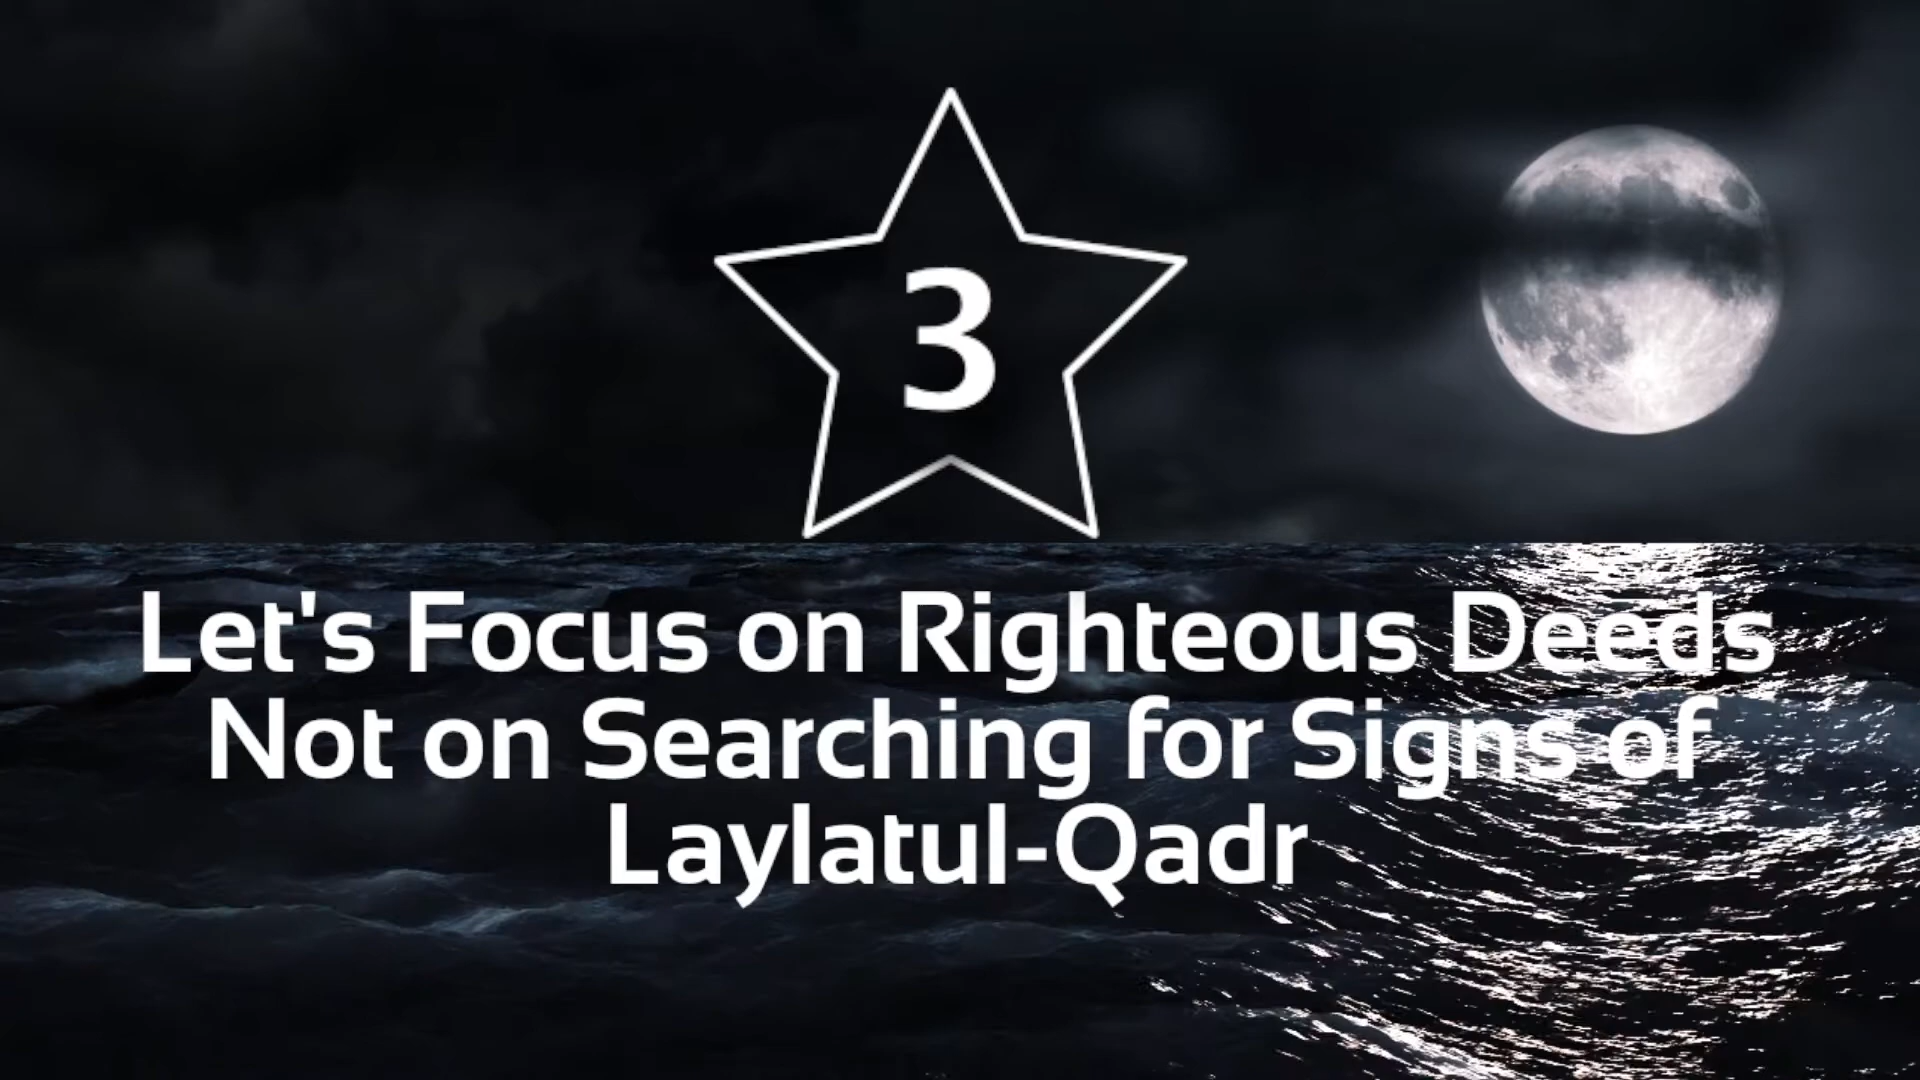 3
Let's Focus on Righteous Deeds
Not on Searching for Signs of
Laylatul-Qadr